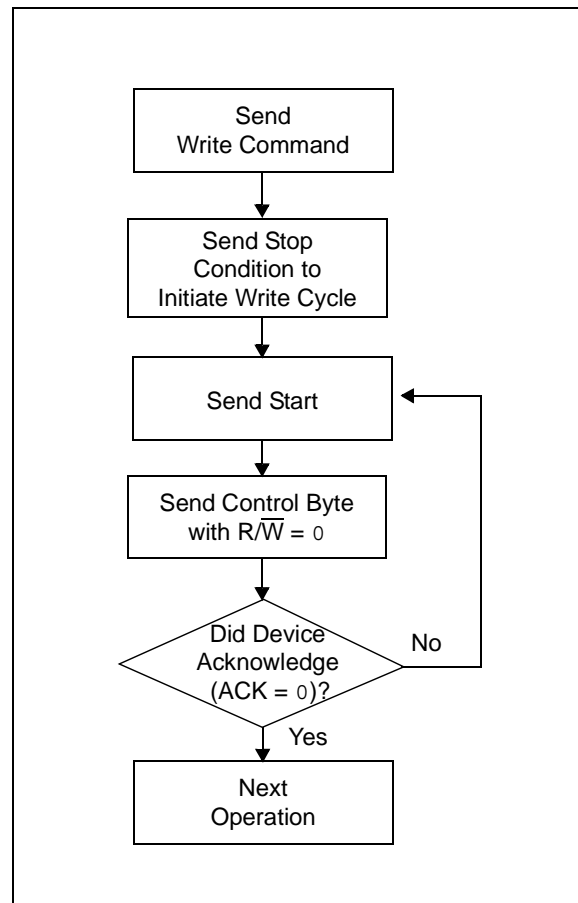 Send
Write Command
Send Stop
Condition to
Initiate Write Cycle
Send Start
Send Control Byte
with R/W̅ = 0
Did Device
Acknowledge
(ACK = 0)?
No
Yes
Next
Operation